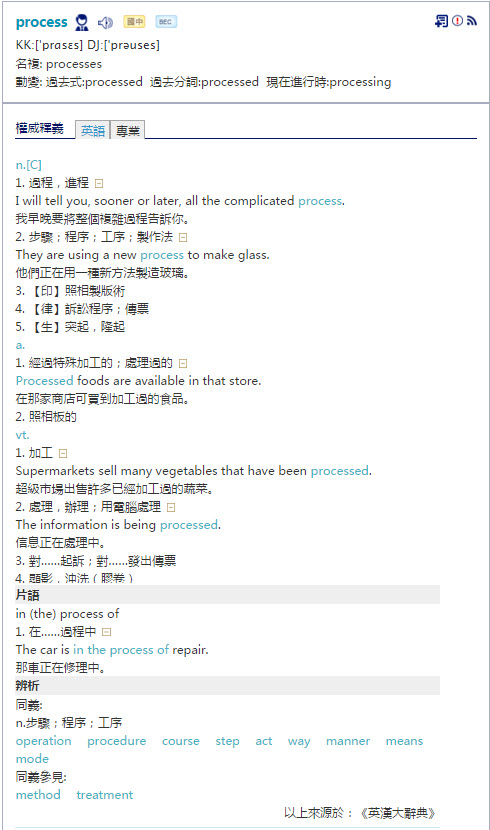 process 國中 BEC
KK:['prɑsɛs] DJ:['prəuses]
名複: processes
動變: 過去式:processed 過去分詞:processed 現在進行時:processing
權威釋義 英語 專業
n.[C]
1. 過程，進程
I will tell you, sooner or later, all the complicated process.
我早晚要將整個複雜過程告訴你。
2. 步驟；程序；工序；製作法
They are using a new process to make glass.
他們正在用一種新方法製造玻璃。
3. 【印】照相製版術
4. 【律】訴訟程序；傳票
5. 【生】突起，隆起
a.
1. 經過特殊加工的；處理過的
Processed foods are available in that store.
在那家商店可買到加工過的食品。
2. 照相板的
vt.
1. 加工
Supermarkets sell many vegetables that have been processed.
超級市場出售許多已經加工過的蔬菜。
2. 處理，辦理；用電腦處理
The information is being processed.
信息正在處理中。
3. 對……起訴；對……發出傳票
4. 顯影，沖洗（膠卷）
片語
in (the) process of
1. 在……過程中
The car is in the process of repair.
那車正在修理中。
辨析
同義:
n.步驟；程序；工序
operation procedure course step act way manner means
mode
同義參見:
method treatment
以上來源於：《英漢大辭典》